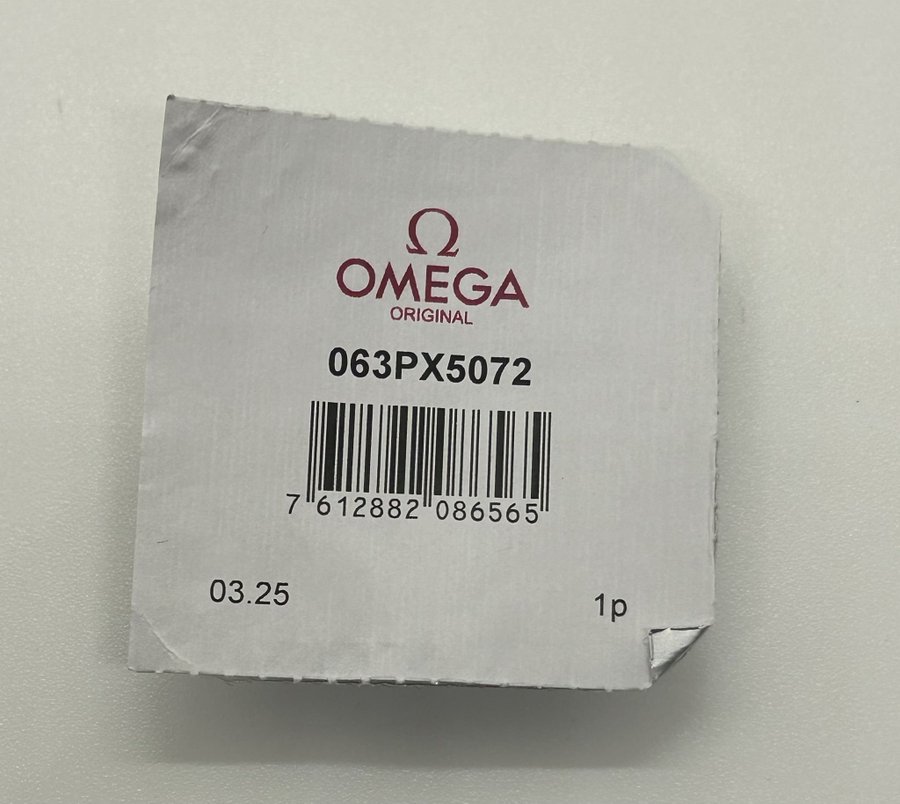 Ω
OMEGA
ORIGINAL
063PX5072
7 612882 086565
03.25 1p